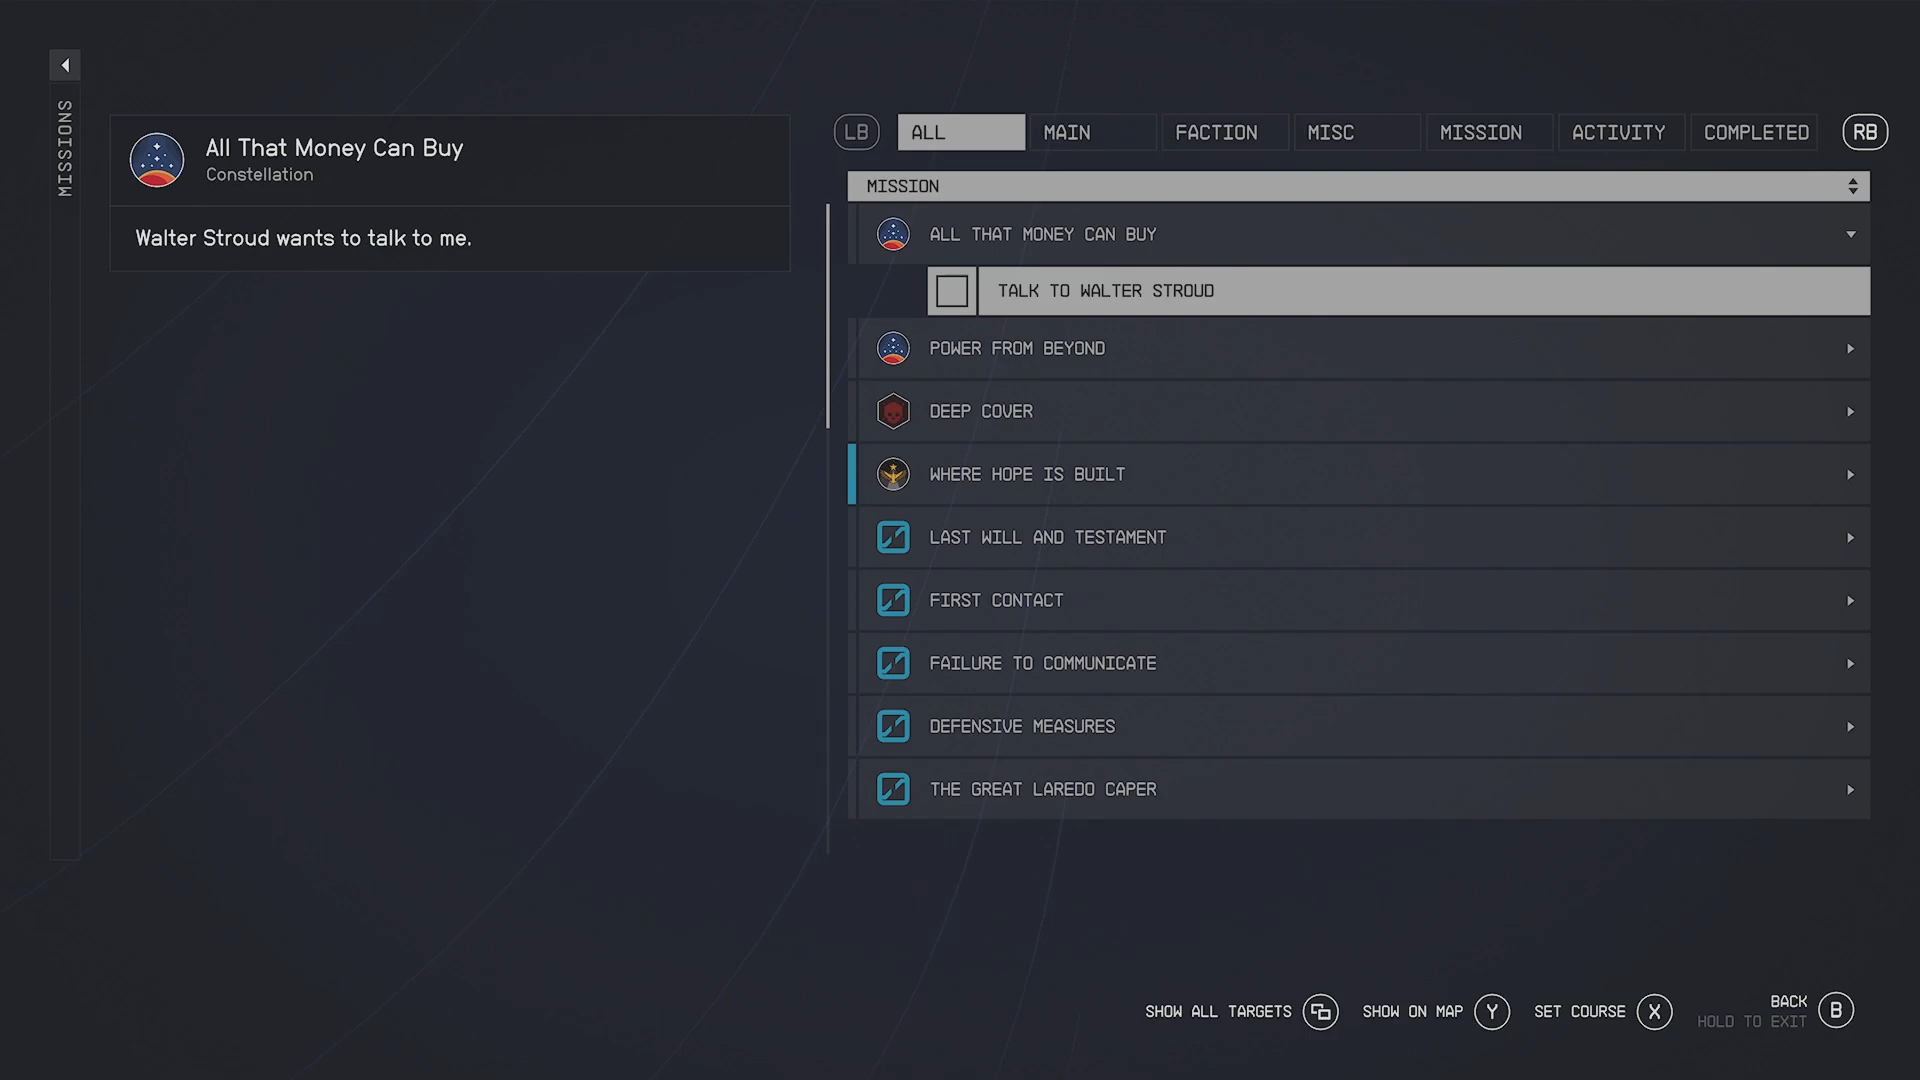 MISSIONS
All That Money Can Buy
Constellation
Walter Stroud wants to talk to me.
LB
ALL
MAIN
FACTION
MISC
MISSION
ACTIVITY
COMPLETED
RB
MISSION
ALL THAT MONEY CAN BUY
TALK TO WALTER STROUD
POWER FROM BEYOND
DEEP COVER
WHERE HOPE IS BUILT
LAST WILL AND TESTAMENT
FIRST CONTACT
FAILURE TO COMMUNICATE
DEFENSIVE MEASURES
THE GREAT LAREDO CAPER
SHOW ALL TARGETS
SHOW ON MAP Y
SET COURSE X
BACK B
HOLD TO EXIT